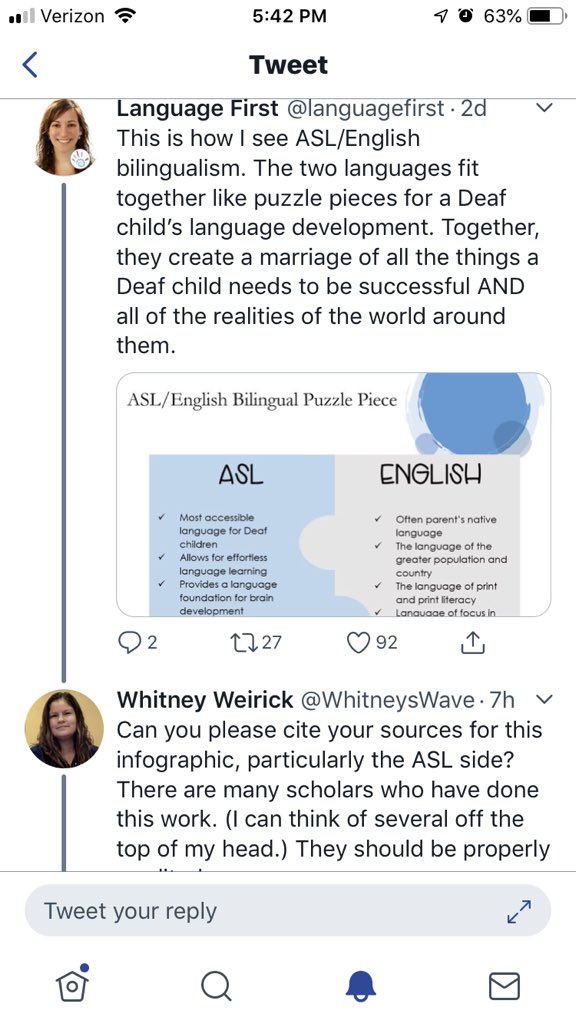 Verizon 5:42 PM 63%
Tweet
Language First @languagefirst · 2d
This is how I see ASL/English
bilingualism. The two languages fit
together like puzzle pieces for a Deaf
child's language development. Together,
they create a marriage of all the things a
Deaf child needs to be successful AND
all of the realities of the world around
them.
ASL/English Bilingual Puzzle Piece
ASL
✓ Most accessible
language for Deaf
children
✓ Allows for effortless
language learning
✓ Provides a language
foundation for brain
development
ENGLISH
✓ Often parent's native
language
✓ The language of the
greater population and
country
✓ The language of print
and print literacy
✓ Language of focus in
2 27 92
Whitney Weirick @WhitneysWave · 7h
Can you please cite your sources for this
infographic, particularly the ASL side?
There are many scholars who have done
this work. (I can think of several off the
top of my head.) They should be properly
Tweet your reply